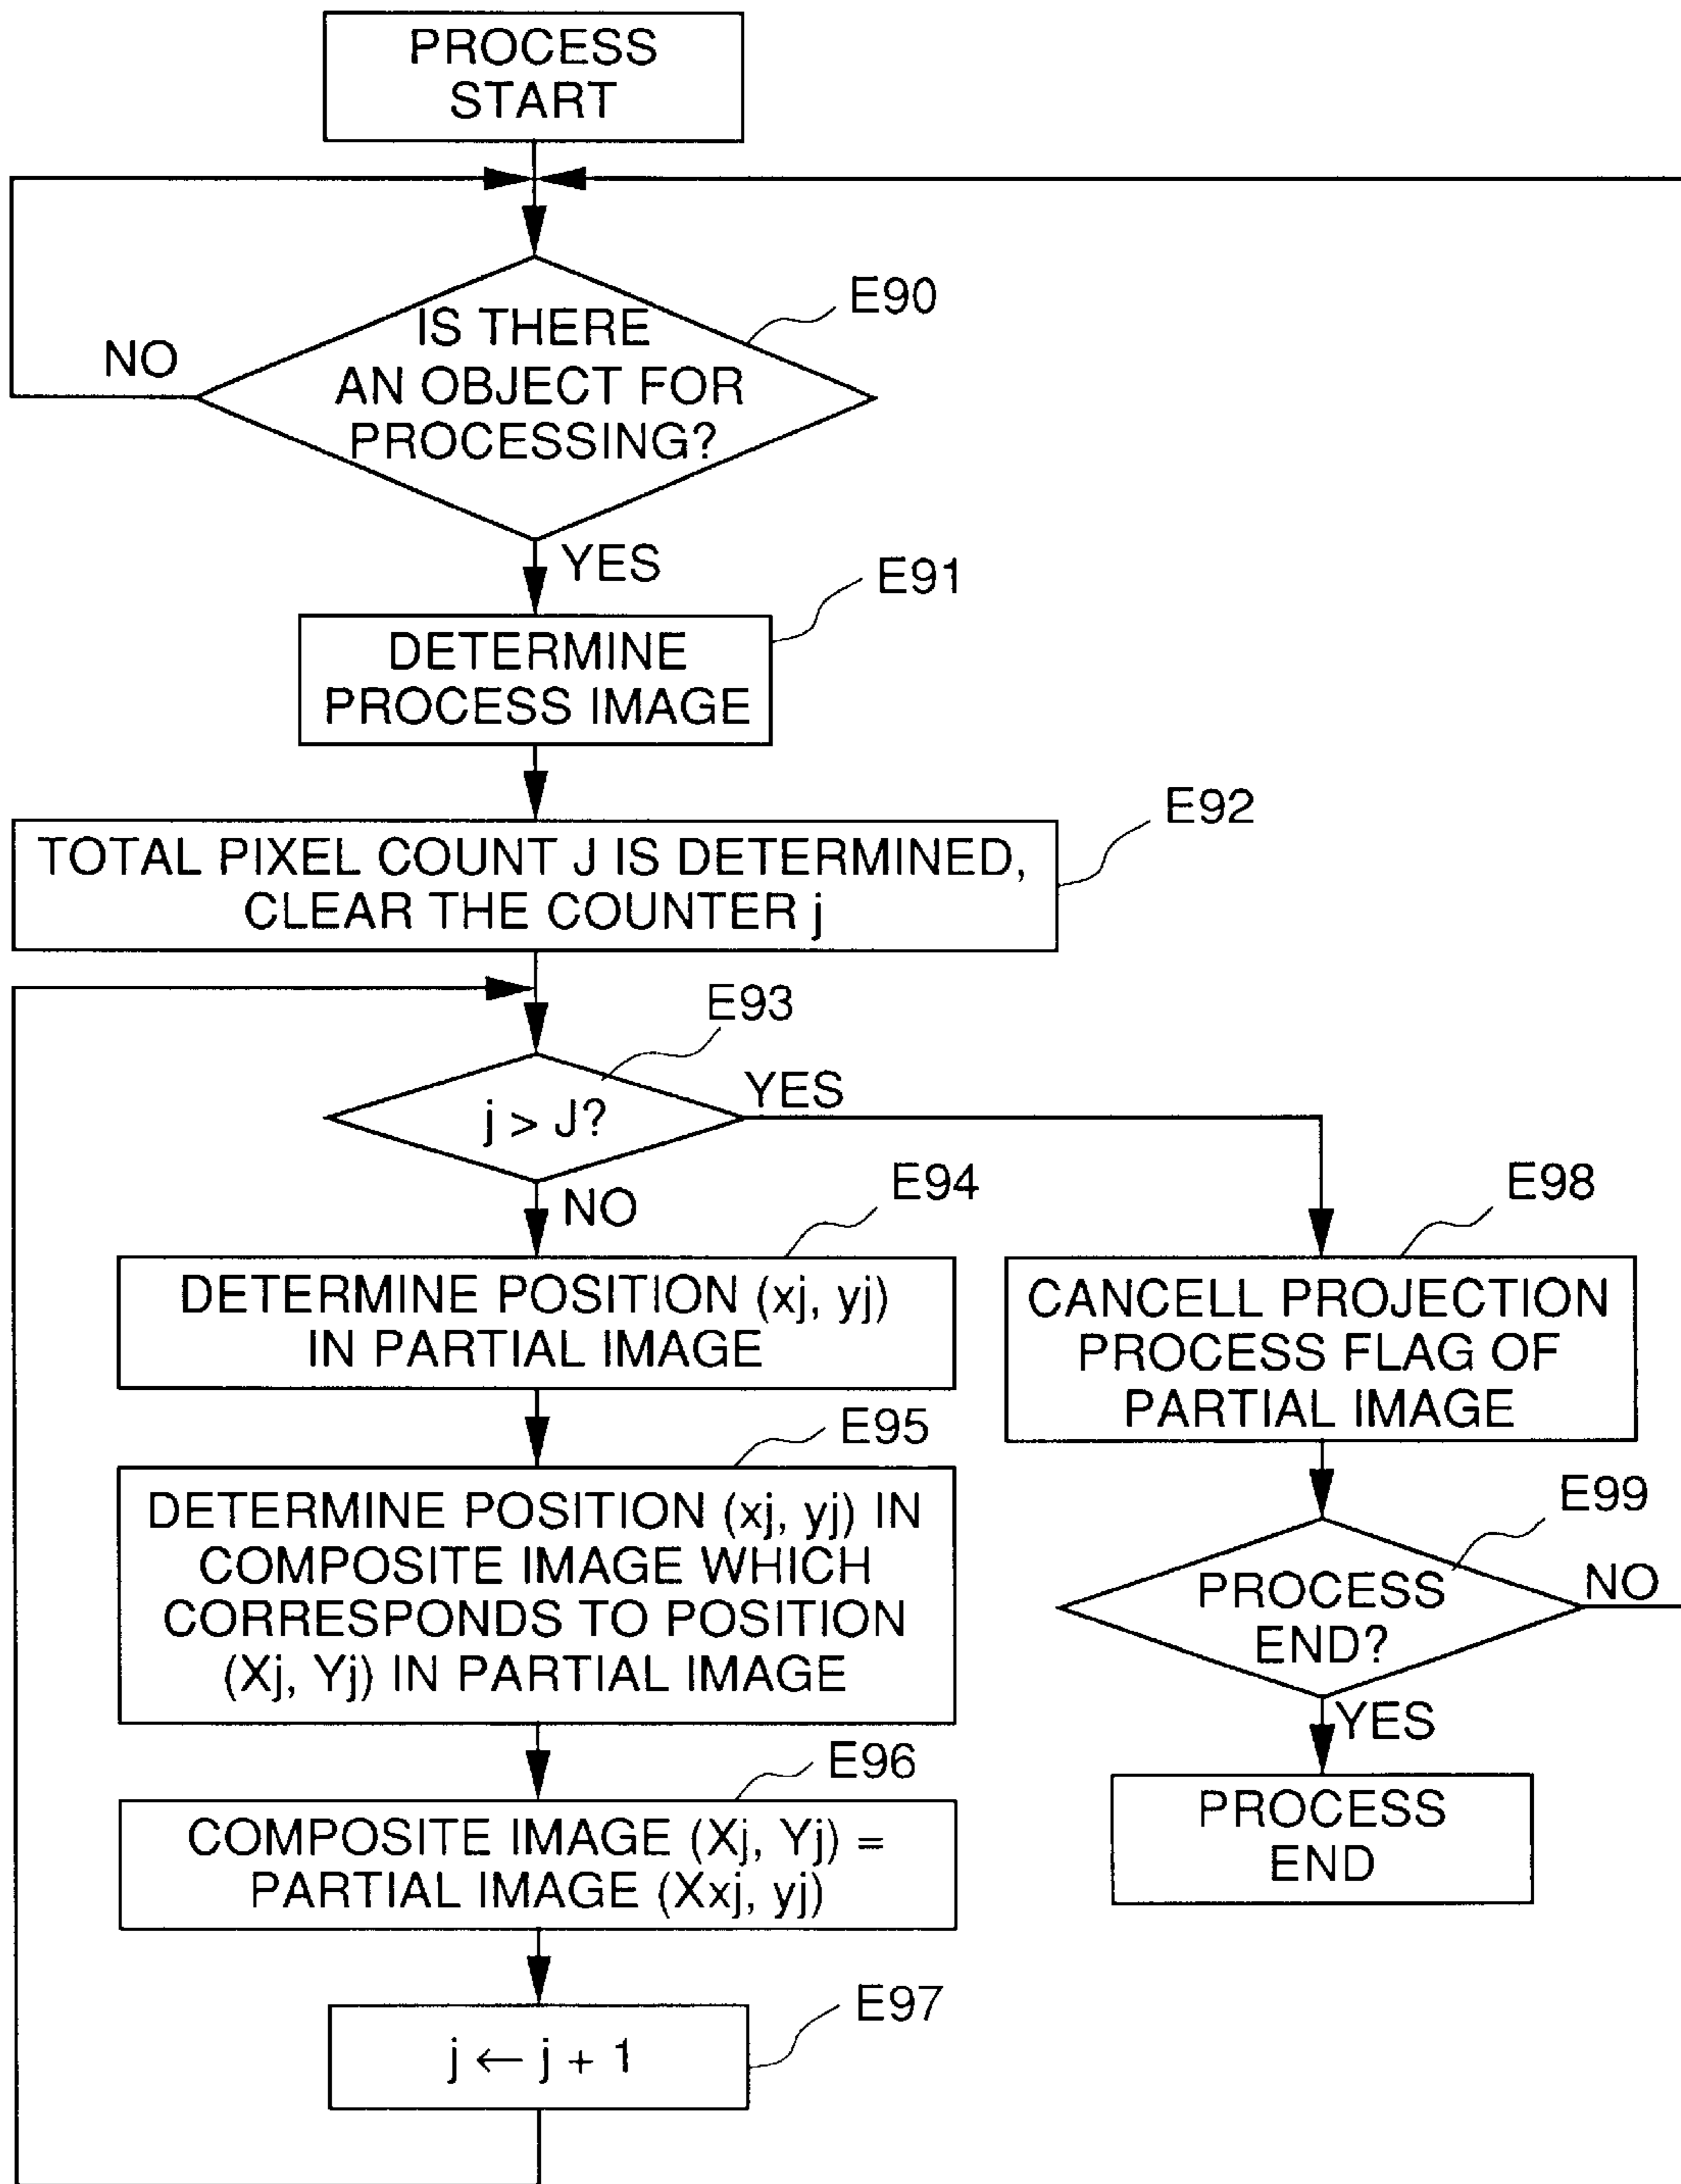 PROCESS
START
E90
IS THERE
AN OBJECT FOR
PROCESSING?
NO
YES
E91
DETERMINE
PROCESS IMAGE
E92
TOTAL PIXEL COUNT J IS DETERMINED,
CLEAR THE COUNTER j
E93
j > J?
YES
NO
E94
DETERMINE POSITION (xj, yj)
IN PARTIAL IMAGE
E95
DETERMINE POSITION (xj, yj) IN
COMPOSITE IMAGE WHICH
CORRESPONDS TO POSITION
(Xj, Yj) IN PARTIAL IMAGE
E96
COMPOSITE IMAGE (Xj, Yj) =
PARTIAL IMAGE (Xxj, yj)
E97
j ← j + 1
E98
CANCELL PROJECTION
PROCESS FLAG OF
PARTIAL IMAGE
E99
PROCESS
END?
NO
YES
PROCESS
END